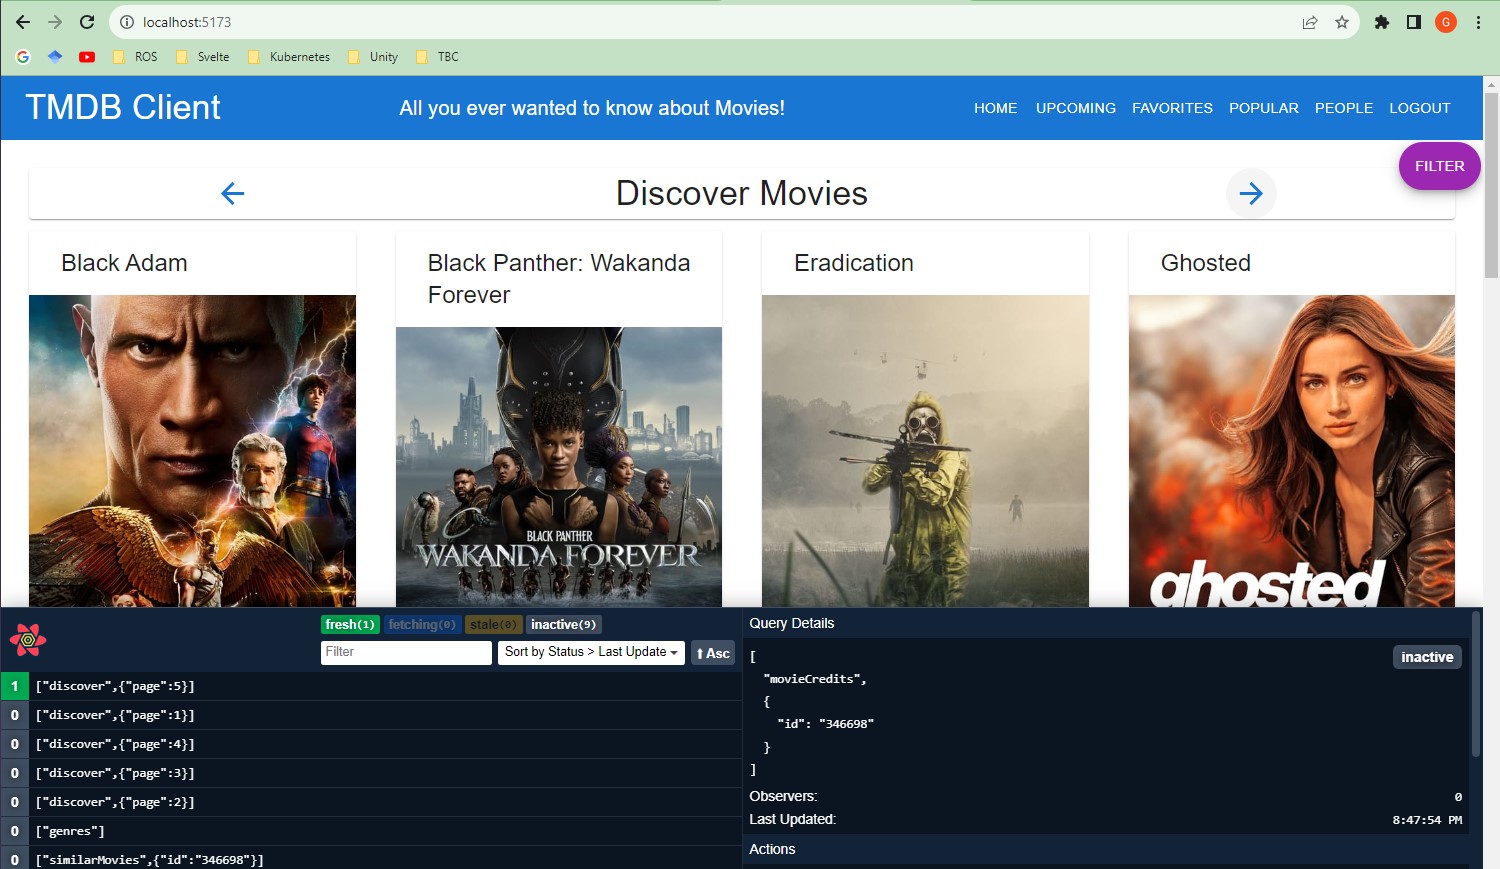 localhost:5173
G
ROS
Svelte
Kubernetes
Unity
TBC
TMDB Client
All you ever wanted to know about Movies!
HOME
UPCOMING
FAVORITES
POPULAR
PEOPLE
LOGOUT
FILTER
Discover Movies
Black Adam
Black Panther: Wakanda
Forever
Eradication
Ghosted
BLACK PANTHER
WAKANDA FOREVER
ghosted
fresh(1)
fetching(0)
stale(0)
inactive(9)
Filter
Sort by Status > Last Update
⬆ Asc
1 ["discover",{"page":5}]
0 ["discover",{"page":1}]
0 ["discover",{"page":4}]
0 ["discover",{"page":3}]
0 ["discover",{"page":2}]
0 ["genres"]
0 ["similarMovies",{"id":"346698"}]
Query Details
[
"movieCredits",
{
"id": "346698"
}
]
inactive
Observers: 0
Last Updated: 8:47:54 PM
Actions